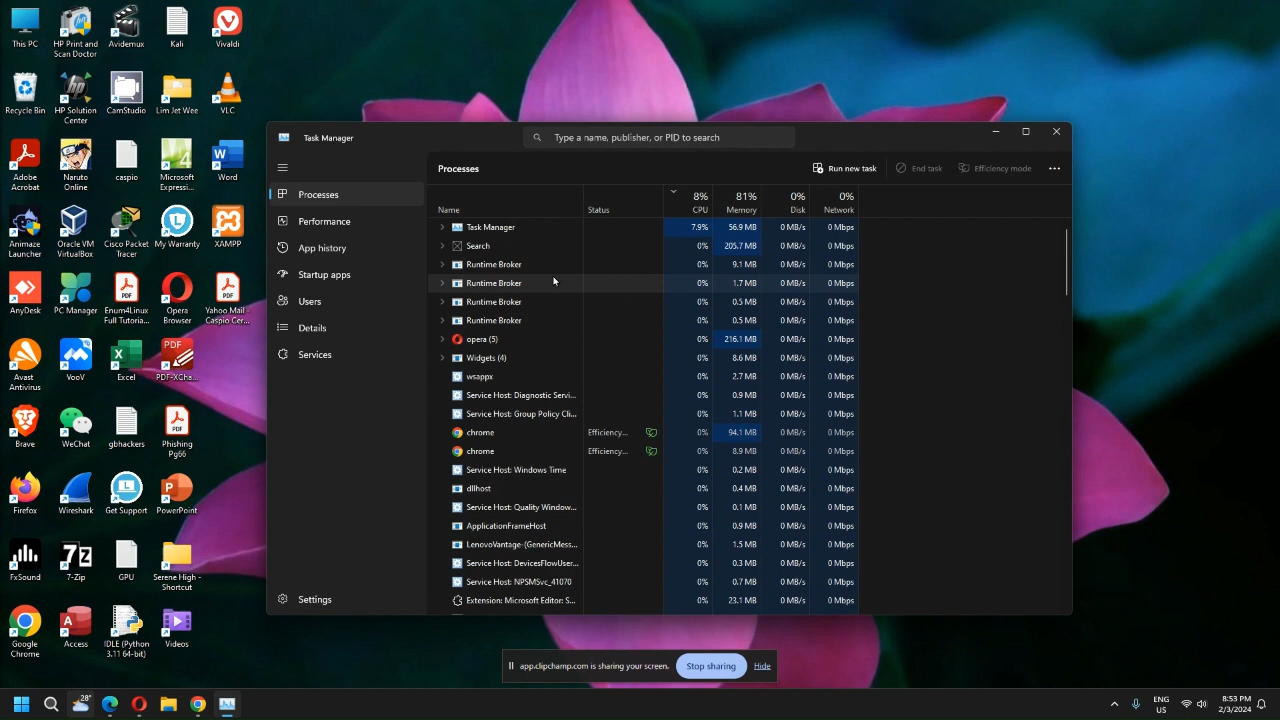 This PC
HP Print and
Scan Doctor
Avidemux
Kali
Vivaldi
Recycle Bin
HP Solution
Center
CamStudio
Lim Jet Wee
VLC
Adobe
Acrobat
Naruto
Online
caspio
Microsoft
Expressi...
Word
Animaze
Launcher
Oracle VM
VirtualBox
Cisco Packet
Tracer
My Warranty
XAMPP
AnyDesk
PC Manager
Enum4Linux
Full Tutoria...
Opera
Browser
Yahoo Mail -
Caspio Cer...
Avast
Antivirus
VooV
Excel
PDF-XCha...
Brave
WeChat
gbhackers
Phishing
Pg66
Firefox
Wireshark
Get Support
PowerPoint
FxSound
7-Zip
GPU
Serene High -
Shortcut
Google
Chrome
Access
IDLE (Python
3.11 64-bit)
Videos
Task Manager
Type a name, publisher, or PID to search
Processes
Performance
App history
Startup apps
Users
Details
Services
Settings
Processes
Run new task
End task
Efficiency mode
8% 81% 0% 0%
Name Status CPU Memory Disk Network
Task Manager 7.9% 56.9 MB 0 MB/s 0 Mbps
Search 0% 205.7 MB 0 MB/s 0 Mbps
Runtime Broker 0% 9.1 MB 0 MB/s 0 Mbps
Runtime Broker 0% 1.7 MB 0 MB/s 0 Mbps
Runtime Broker 0% 0.5 MB 0 MB/s 0 Mbps
Runtime Broker 0% 0.5 MB 0 MB/s 0 Mbps
opera (5) 0% 216.1 MB 0 MB/s 0 Mbps
Widgets (4) 0% 8.6 MB 0 MB/s 0 Mbps
wsappx 0% 2.7 MB 0 MB/s 0 Mbps
Service Host: Diagnostic Servi... 0% 0.9 MB 0 MB/s 0 Mbps
Service Host: Group Policy Cli... 0% 1.1 MB 0 MB/s 0 Mbps
chrome Efficiency... 0% 94.1 MB 0 MB/s 0 Mbps
chrome Efficiency... 0% 8.9 MB 0 MB/s 0 Mbps
Service Host: Windows Time 0% 0.2 MB 0 MB/s 0 Mbps
dllhost 0% 0.4 MB 0 MB/s 0 Mbps
Service Host: Quality Window... 0% 0.1 MB 0 MB/s 0 Mbps
ApplicationFrameHost 0% 0.9 MB 0 MB/s 0 Mbps
LenovoVantage-(GenericMess... 0% 1.5 MB 0 MB/s 0 Mbps
Service Host: DevicesFlowUser... 0% 0.3 MB 0 MB/s 0 Mbps
Service Host: NPSMSvc_41070 0% 0.7 MB 0 MB/s 0 Mbps
Extension: Microsoft Editor: S... 0% 23.1 MB 0 MB/s 0 Mbps
app.clipchamp.com is sharing your screen.
Stop sharing
Hide
28°
ENG
US
8:53 PM
2/3/2024